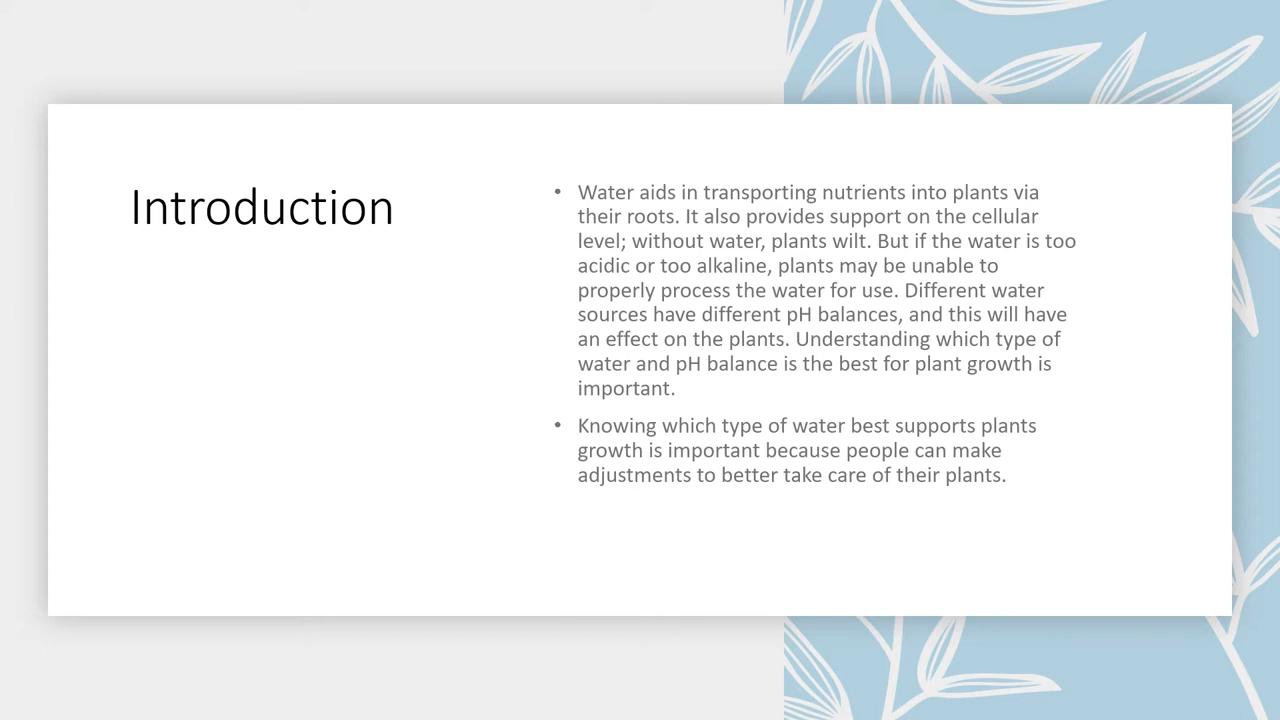 Introduction
• Water aids in transporting nutrients into plants via
their roots. It also provides support on the cellular
level; without water, plants wilt. But if the water is too
acidic or too alkaline, plants may be unable to
properly process the water for use. Different water
sources have different pH balances, and this will have
an effect on the plants. Understanding which type of
water and pH balance is the best for plant growth is
important.
• Knowing which type of water best supports plants
growth is important because people can make
adjustments to better take care of their plants.